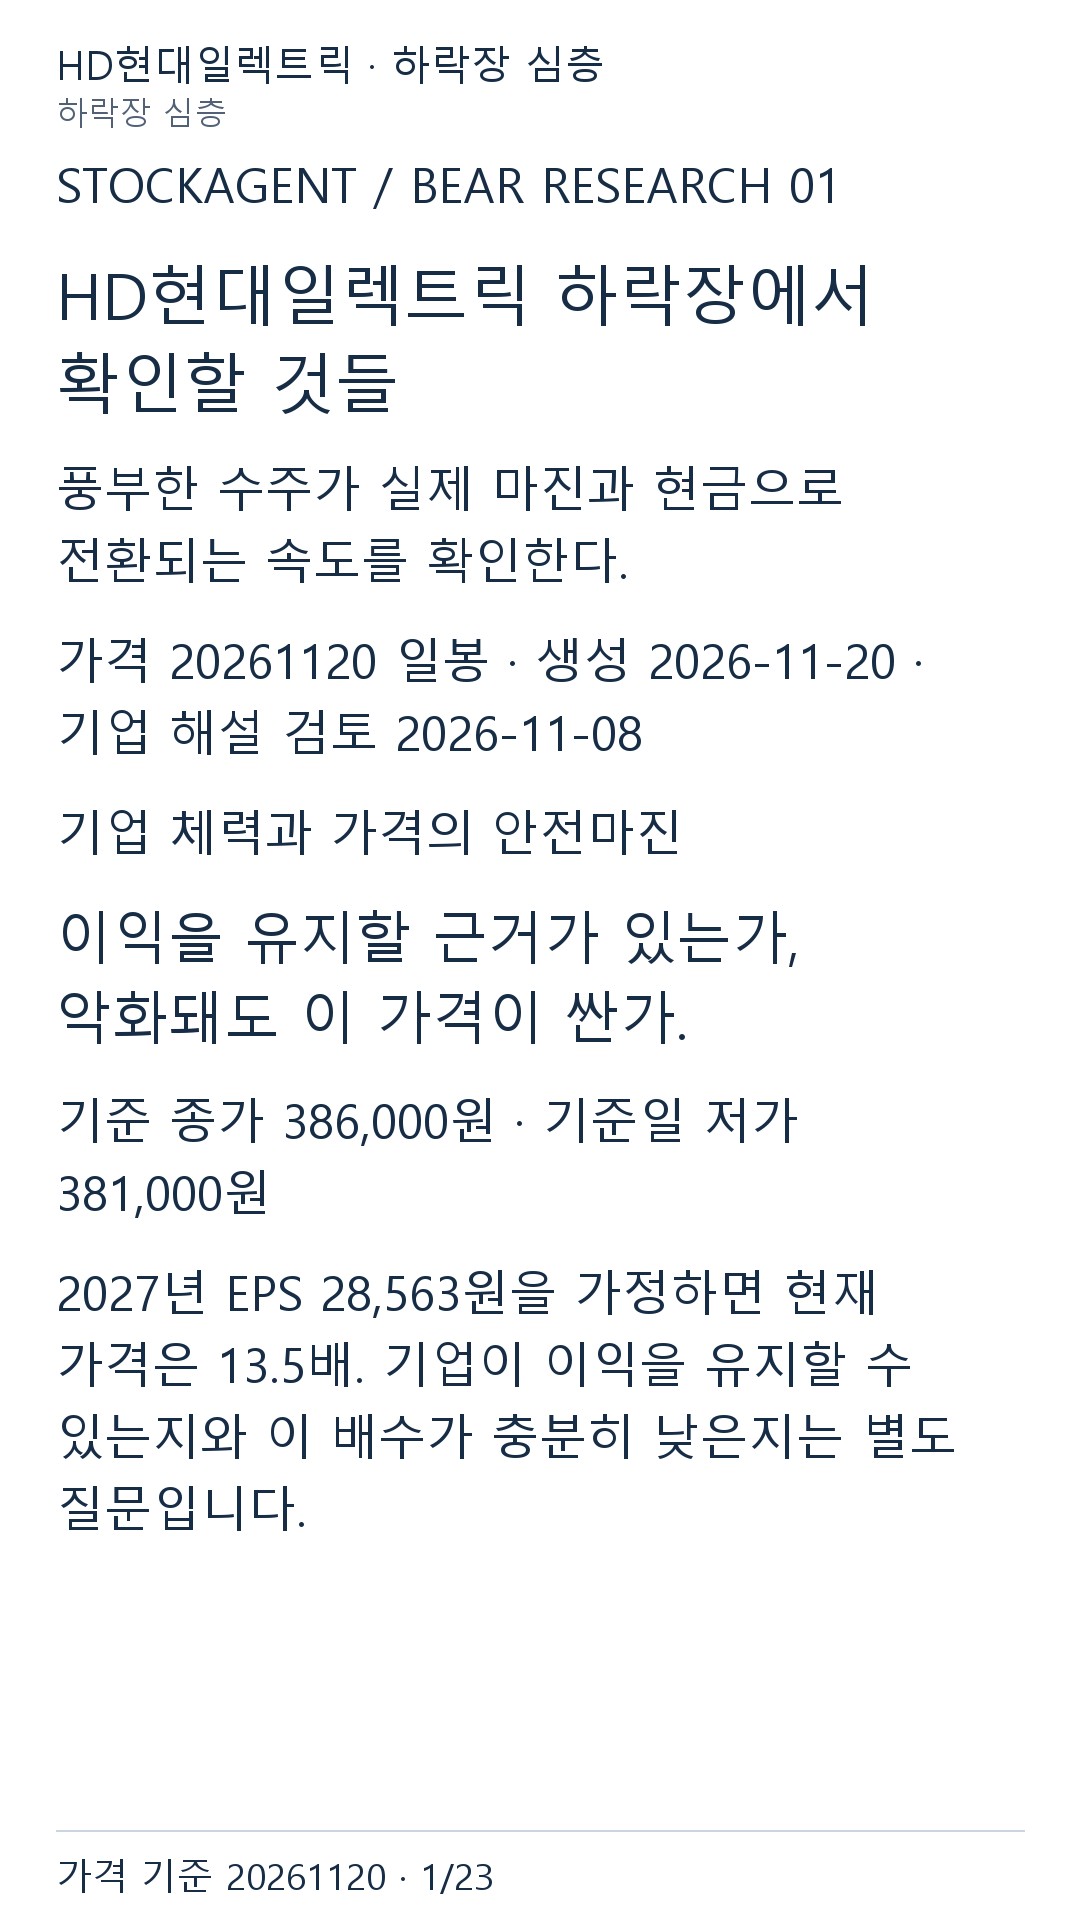 HD현대일렉트릭 · 하락장 심층
하락장 심층
STOCKAGENT / BEAR RESEARCH 01
HD현대일렉트릭 하락장에서
확인할 것들
풍부한 수주가 실제 마진과 현금으로
전환되는 속도를 확인한다.
가격 20261120 일봉 · 생성 2026-11-20 ·
기업 해설 검토 2026-11-08
기업 체력과 가격의 안전마진
이익을 유지할 근거가 있는가,
악화돼도 이 가격이 싼가.
기준 종가 386,000원 · 기준일 저가
381,000원
2027년 EPS 28,563원을 가정하면 현재
가격은 13.5배. 기업이 이익을 유지할 수
있는지와 이 배수가 충분히 낮은지는 별도
질문입니다.
가격 기준 20261120 · 1/23